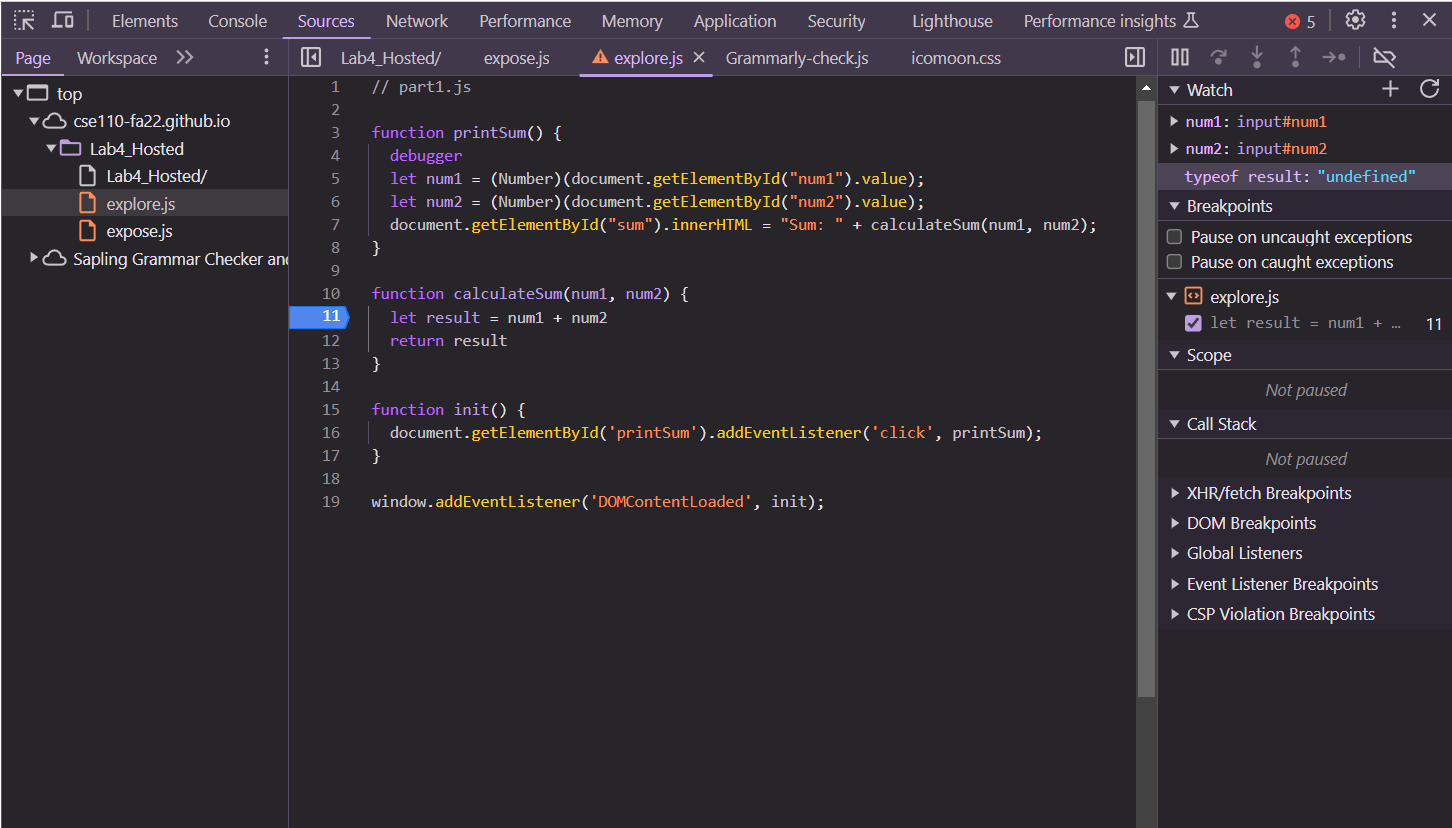 Elements Console Sources Network Performance Memory Application Security Lighthouse Performance insights 5
Page Workspace
Lab4_Hosted/ expose.js explore.js Grammarly-check.js icomoon.css
top
cse110-fa22.github.io
Lab4_Hosted
Lab4_Hosted/
explore.js
expose.js
Sapling Grammar Checker an
1 // part1.js
2
3 function printSum() {
4 debugger
5 let num1 = (Number)(document.getElementById("num1").value);
6 let num2 = (Number)(document.getElementById("num2").value);
7 document.getElementById("sum").innerHTML = "Sum: " + calculateSum(num1, num2);
8 }
9
10 function calculateSum(num1, num2) {
11 let result = num1 + num2
12 return result
13 }
14
15 function init() {
16 document.getElementById('printSum').addEventListener('click', printSum);
17 }
18
19 window.addEventListener('DOMContentLoaded', init);
Watch
num1: input#num1
num2: input#num2
typeof result: "undefined"
Breakpoints
Pause on uncaught exceptions
Pause on caught exceptions
explore.js
let result = num1 + … 11
Scope
Not paused
Call Stack
Not paused
XHR/fetch Breakpoints
DOM Breakpoints
Global Listeners
Event Listener Breakpoints
CSP Violation Breakpoints